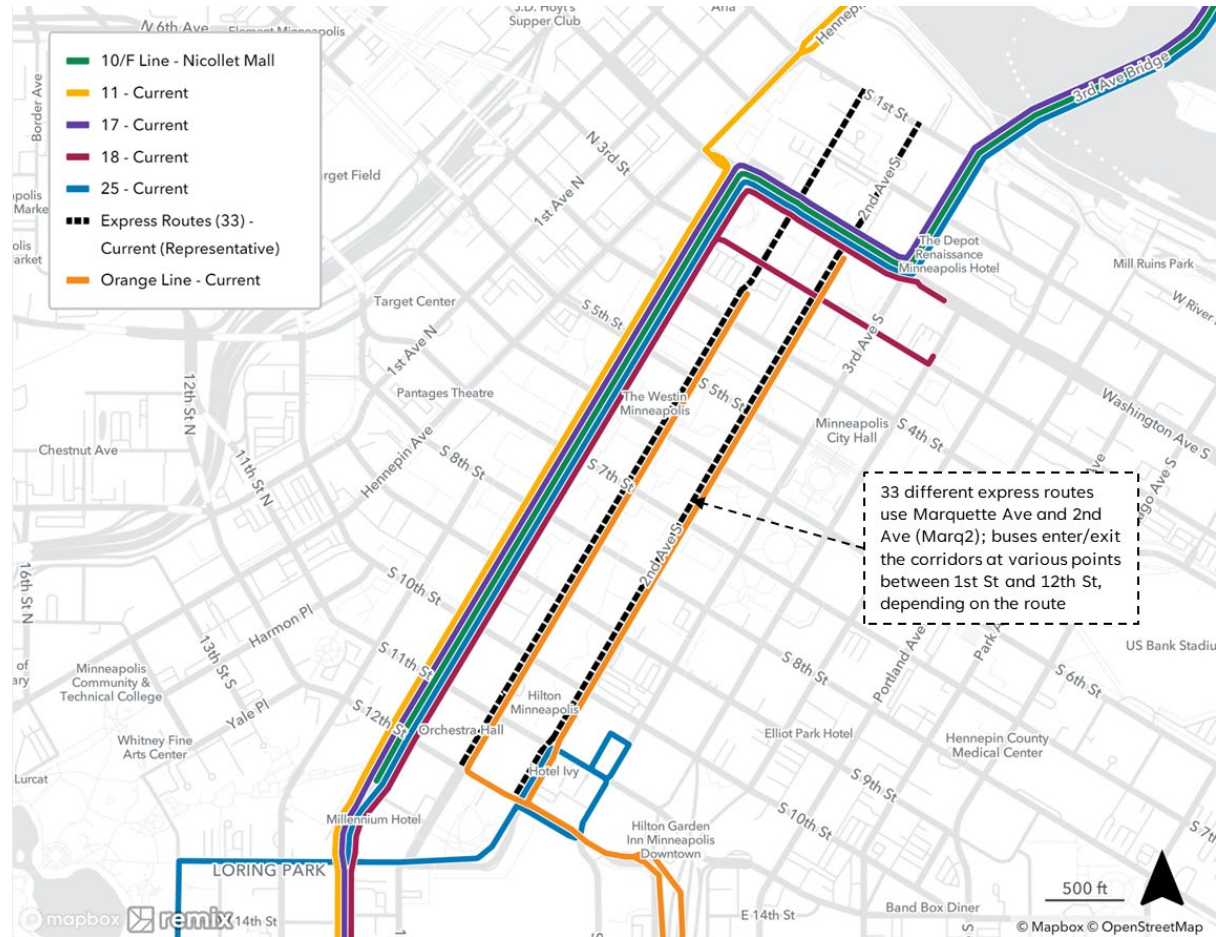 10/F Line - Nicollet Mall
11 - Current
17 - Current
18 - Current
25 - Current
Express Routes (33) -
Current (Representative)
Orange Line - Current
N 6th Ave
Element Minneapolis
J.D. Hoyt's
Supper Club
Aria
Hennepin
Border Ave
3rd Ave Bridge
S 1st St
N 3rd St
1st Ave N
2nd Ave S
The Depot
Renaissance
Minneapolis Hotel
Mill Ruins Park
W River
Target Center
S 5th St
1st Ave N
3rd Ave S
Pantages Theatre
The Westin
Minneapolis
S 5th St
Minneapolis
City Hall
S 4th St
Washington Ave S
12th St N
Chestnut Ave
11th St N
Hennepin Ave
S 8th St
S 7th St
33 different express routes
use Marquette Ave and 2nd
Ave (Marq2); buses enter/exit
the corridors at various points
between 1st St and 12th St,
depending on the route
2nd Ave S
16th St N
S 10th St
Harmon Pl
13th St S
S 11th St
Minneapolis
Community &
Technical College
Yale Pl
S 12th St
Hilton
Minneapolis
S 8th St
Portland Ave
Park
US Bank
S 6th St
Orchestra Hall
Whitney Fine
Arts Center
Elliot Park Hotel
Hennepin County
Medical Center
Lurcat
Hotel Ivy
S 9th St
Millennium Hotel
S 10th St
Hilton Garden
Inn Minneapolis
Downtown
LORING PARK
500 ft
mapbox remix
14th St
E 14th St
Band Box Diner
© Mapbox © OpenStreetMap